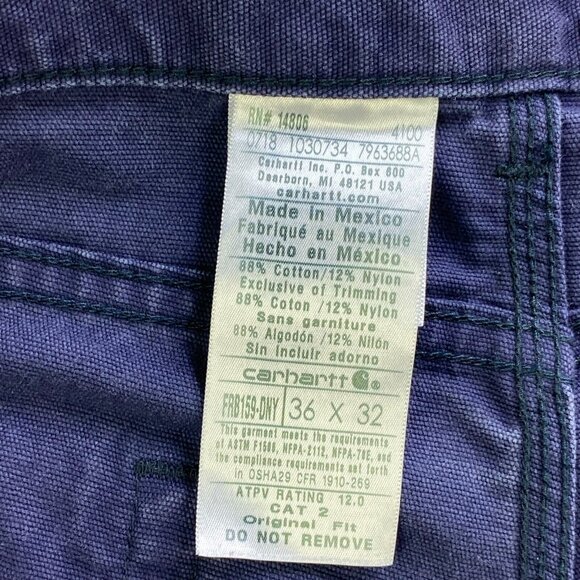 RN# 14806 4100
0718 1030734 7963688A
Carhartt Inc. P.O. Box 600
Dearborn, MI 48121 USA
carhartt.com
Made in Mexico
Fabriqué au Mexique
Hecho en México
88% Cotton/12% Nylon
Exclusive of Trimming
88% Coton/12% Nylon
Sans garniture
88% Algodón /12% Nilon
Sin incluir adorno
carhartt
FRB159-DNY 36 X 32
This garment meets the requirements
of ASTM F1506, NFPA-2112, NFPA-70E, and
the compliance requirements set forth
in OSHA29 CFR 1910-269
ATPV RATING 12.0
CAT 2
Original Fit
DO NOT REMOVE